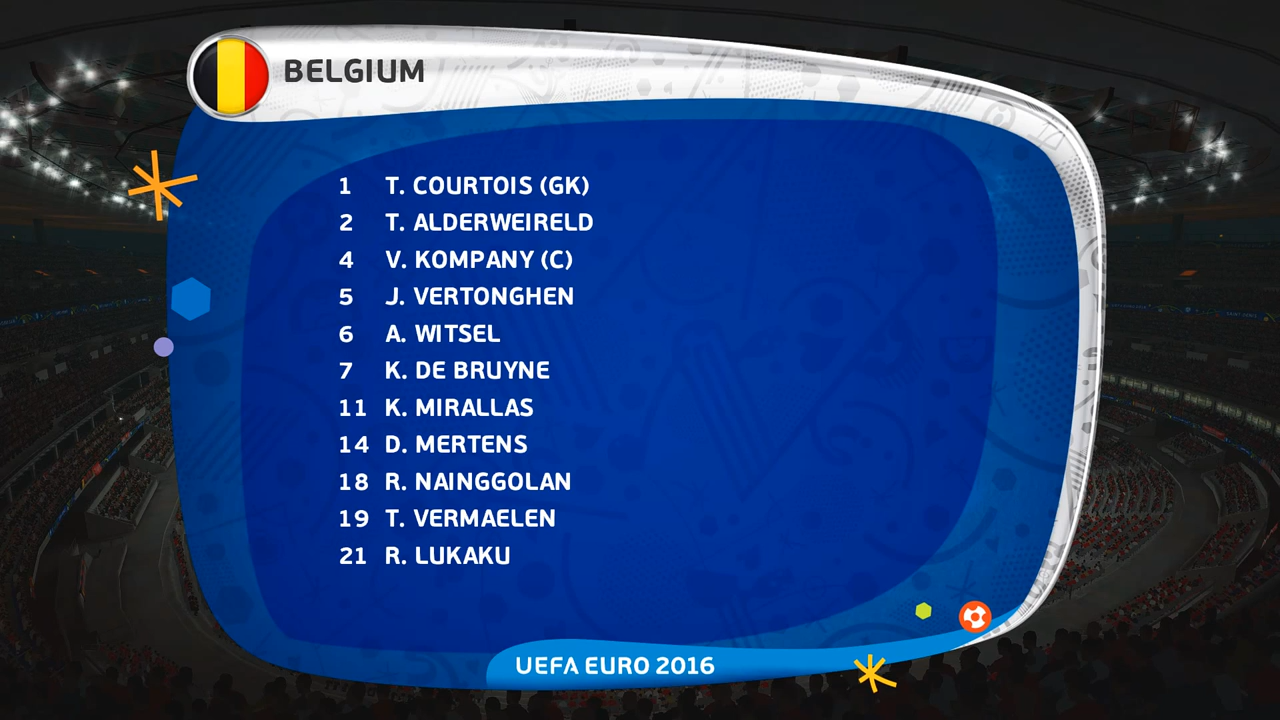 BELGIUM
1 T. COURTOIS (GK)
2 T. ALDERWEIRELD
4 V. KOMPANY (C)
5 J. VERTONGHEN
6 A. WITSEL
7 K. DE BRUYNE
11 K. MIRALLAS
14 D. MERTENS
18 R. NAINGGOLAN
19 T. VERMAELEN
21 R. LUKAKU
UEFA EURO 2016